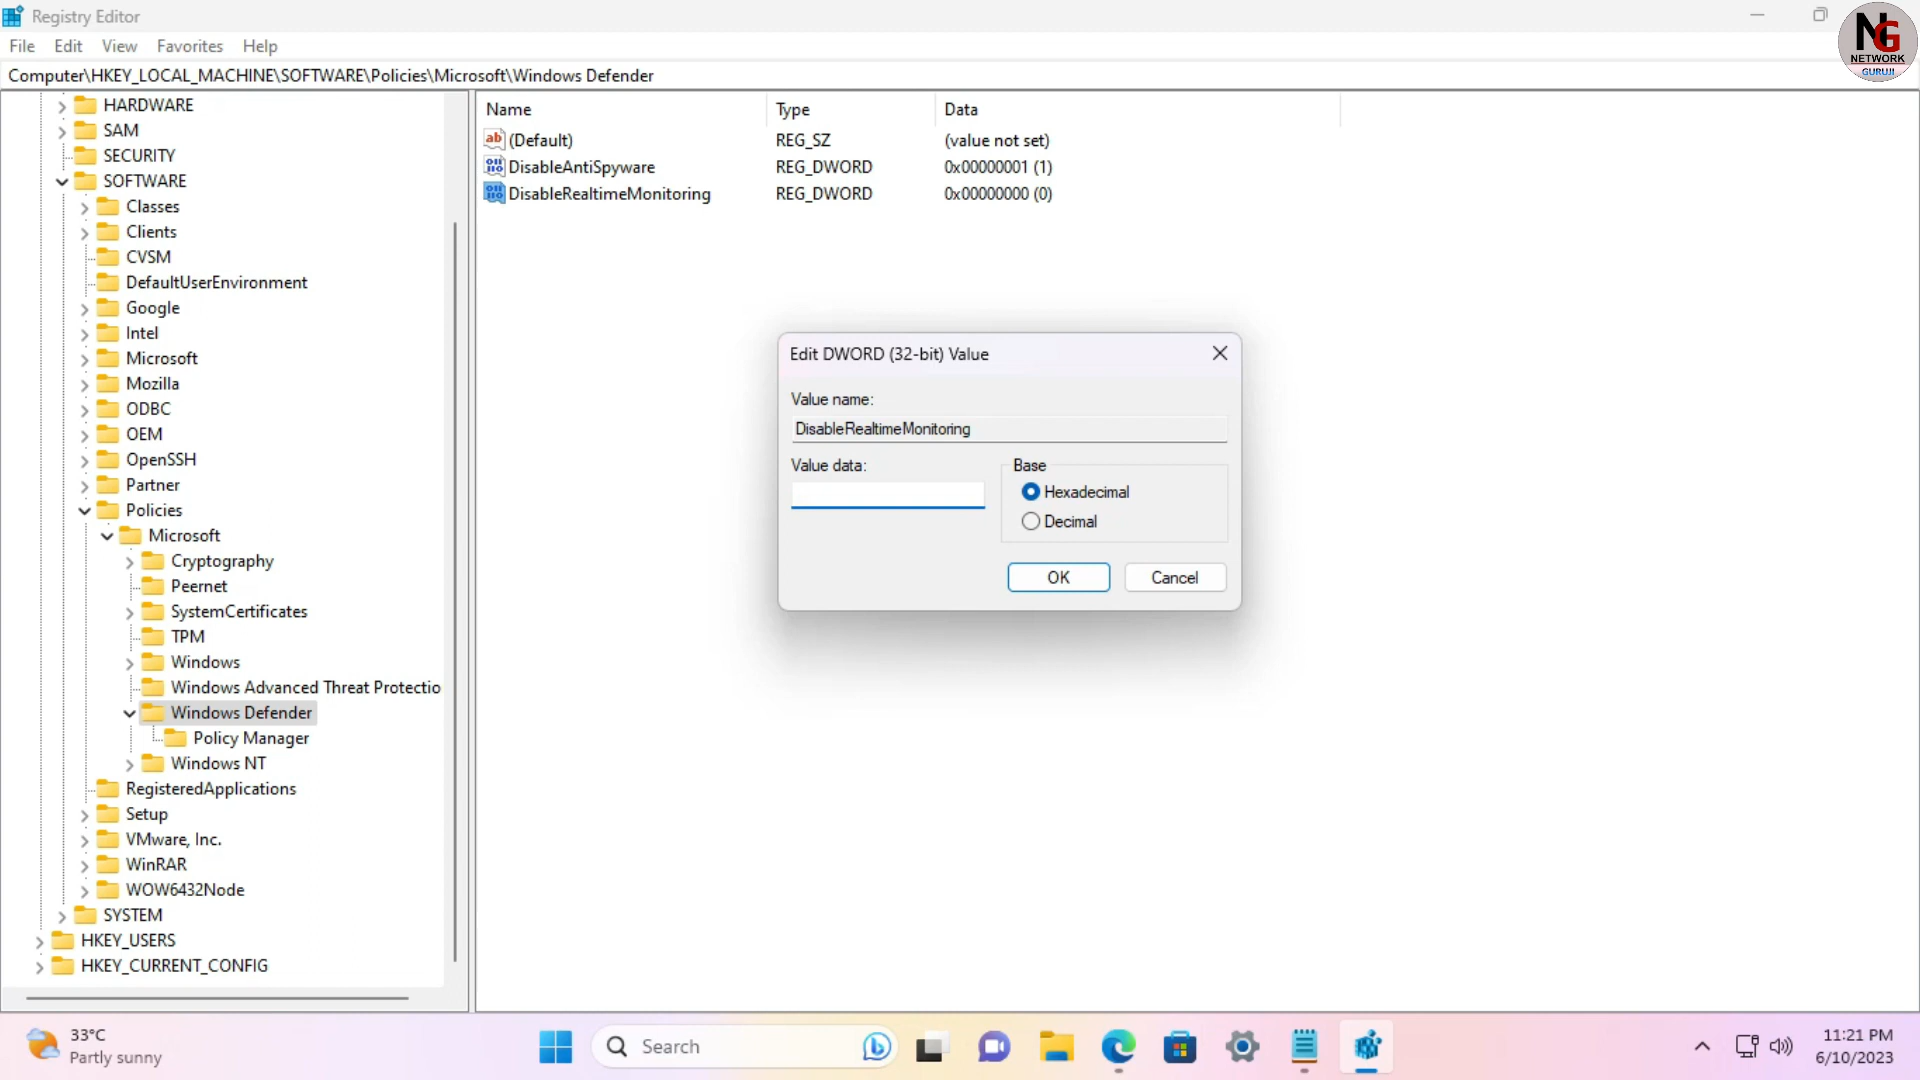 Registry Editor
File Edit View Favorites Help
Computer\HKEY_LOCAL_MACHINE\SOFTWARE\Policies\Microsoft\Windows Defender
NG
NETWORK
GURUJI
HARDWARE
SAM
SECURITY
SOFTWARE
Classes
Clients
CVSM
DefaultUserEnvironment
Google
Intel
Microsoft
Mozilla
ODBC
OEM
OpenSSH
Partner
Policies
Microsoft
Cryptography
Peernet
SystemCertificates
TPM
Windows
Windows Advanced Threat Protectio
Windows Defender
Policy Manager
Windows NT
RegisteredApplications
Setup
VMware, Inc.
WinRAR
WOW6432Node
SYSTEM
HKEY_USERS
HKEY_CURRENT_CONFIG
Name Type Data
(Default) REG_SZ (value not set)
DisableAntiSpyware REG_DWORD 0x00000001 (1)
DisableRealtimeMonitoring REG_DWORD 0x00000000 (0)
Edit DWORD (32-bit) Value
Value name:
DisableRealtimeMonitoring
Value data: Base
Hexadecimal
Decimal
OK Cancel
33°C
Partly sunny
Search
11:21 PM
6/10/2023